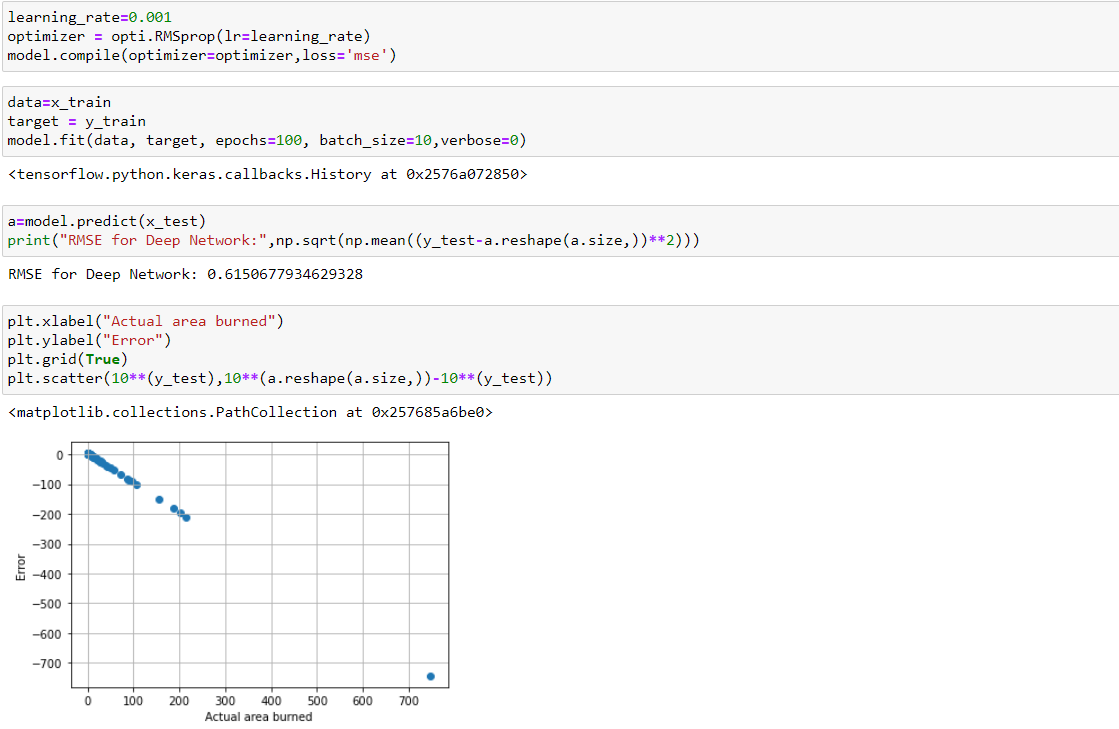 learning_rate=0.001
optimizer = opti.RMSprop(lr=learning_rate)
model.compile(optimizer=optimizer,loss='mse')
data=x_train
target = y_train
model.fit(data, target, epochs=100, batch_size=10,verbose=0)
<tensorflow.python.keras.callbacks.History at 0x2576a072850>
a=model.predict(x_test)
print("RMSE for Deep Network:",np.sqrt(np.mean((y_test-a.reshape(a.size,))**2)))
RMSE for Deep Network: 0.6150677934629328
plt.xlabel("Actual area burned")
plt.ylabel("Error")
plt.grid(True)
plt.scatter(10**(y_test),10**(a.reshape(a.size,))-10**(y_test))
<matplotlib.collections.PathCollection at 0x257685a6be0>
0
−100
−200
−300
−400
−500
−600
−700
Error
0 100 200 300 400 500 600 700
Actual area burned